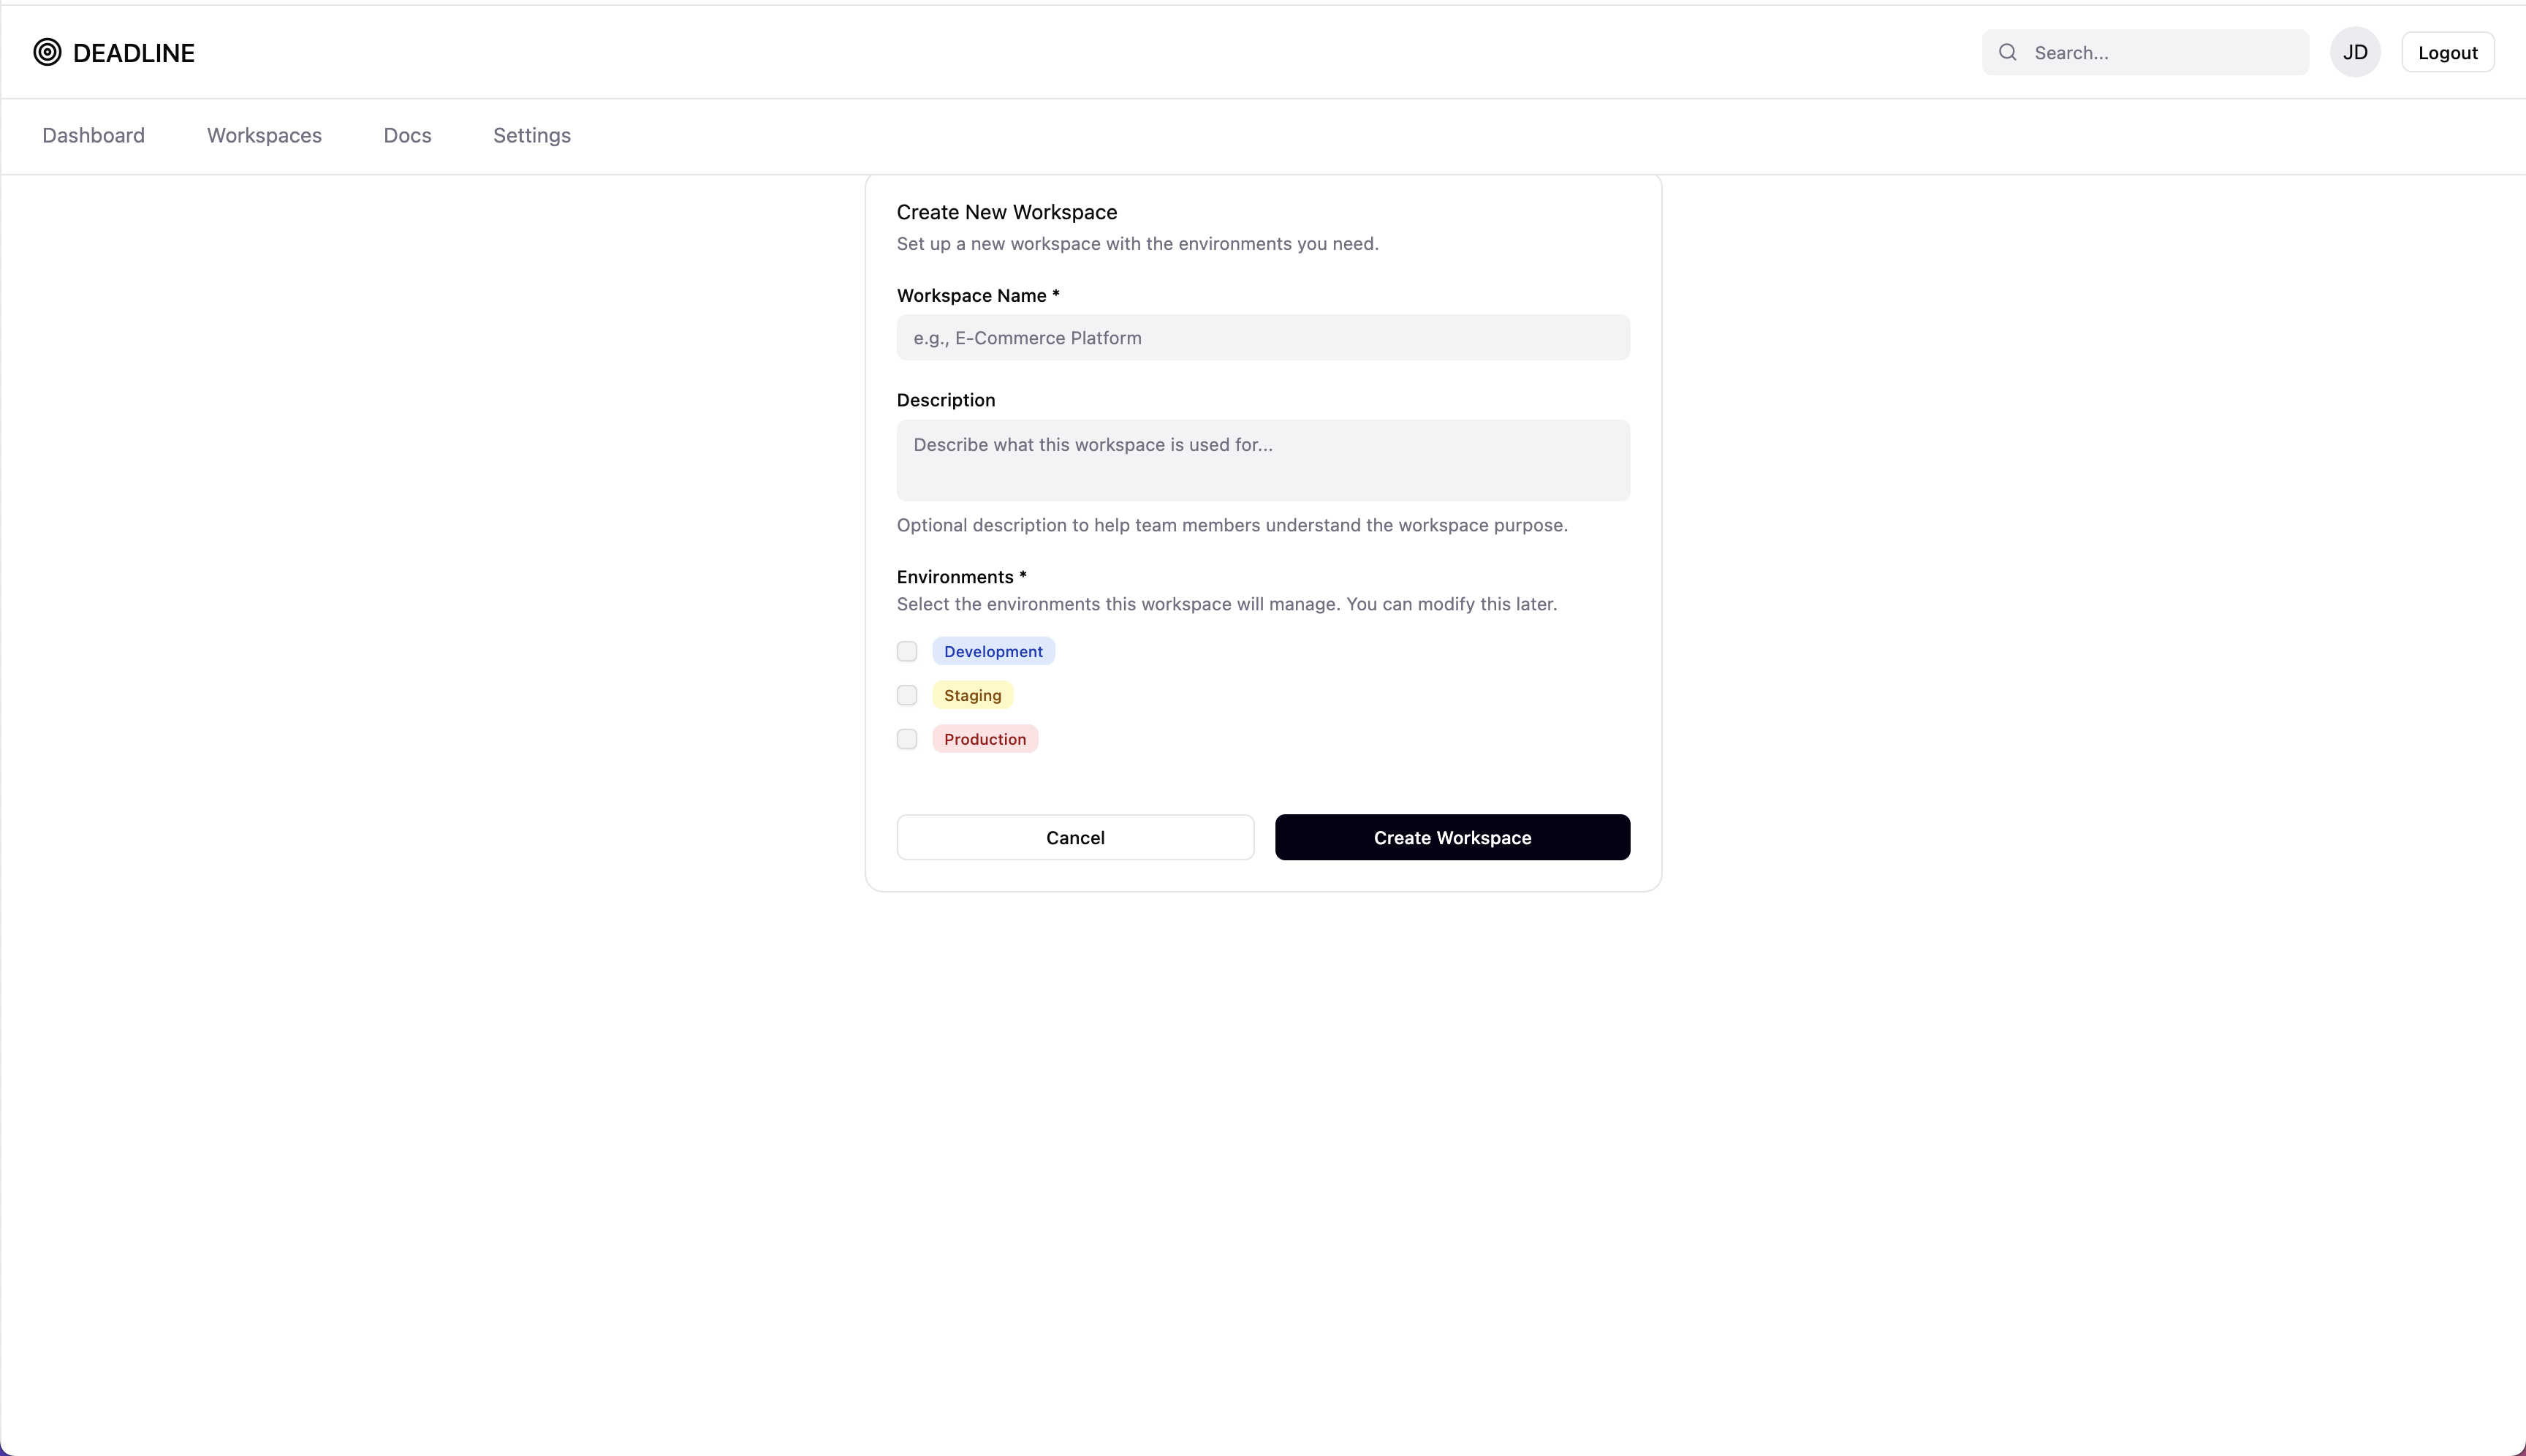 DEADLINE
Search...
JD
Logout
Dashboard
Workspaces
Docs
Settings
Create New Workspace
Set up a new workspace with the environments you need.
Workspace Name *
e.g., E-Commerce Platform
Description
Describe what this workspace is used for...
Optional description to help team members understand the workspace purpose.
Environments *
Select the environments this workspace will manage. You can modify this later.
Development
Staging
Production
Cancel
Create Workspace